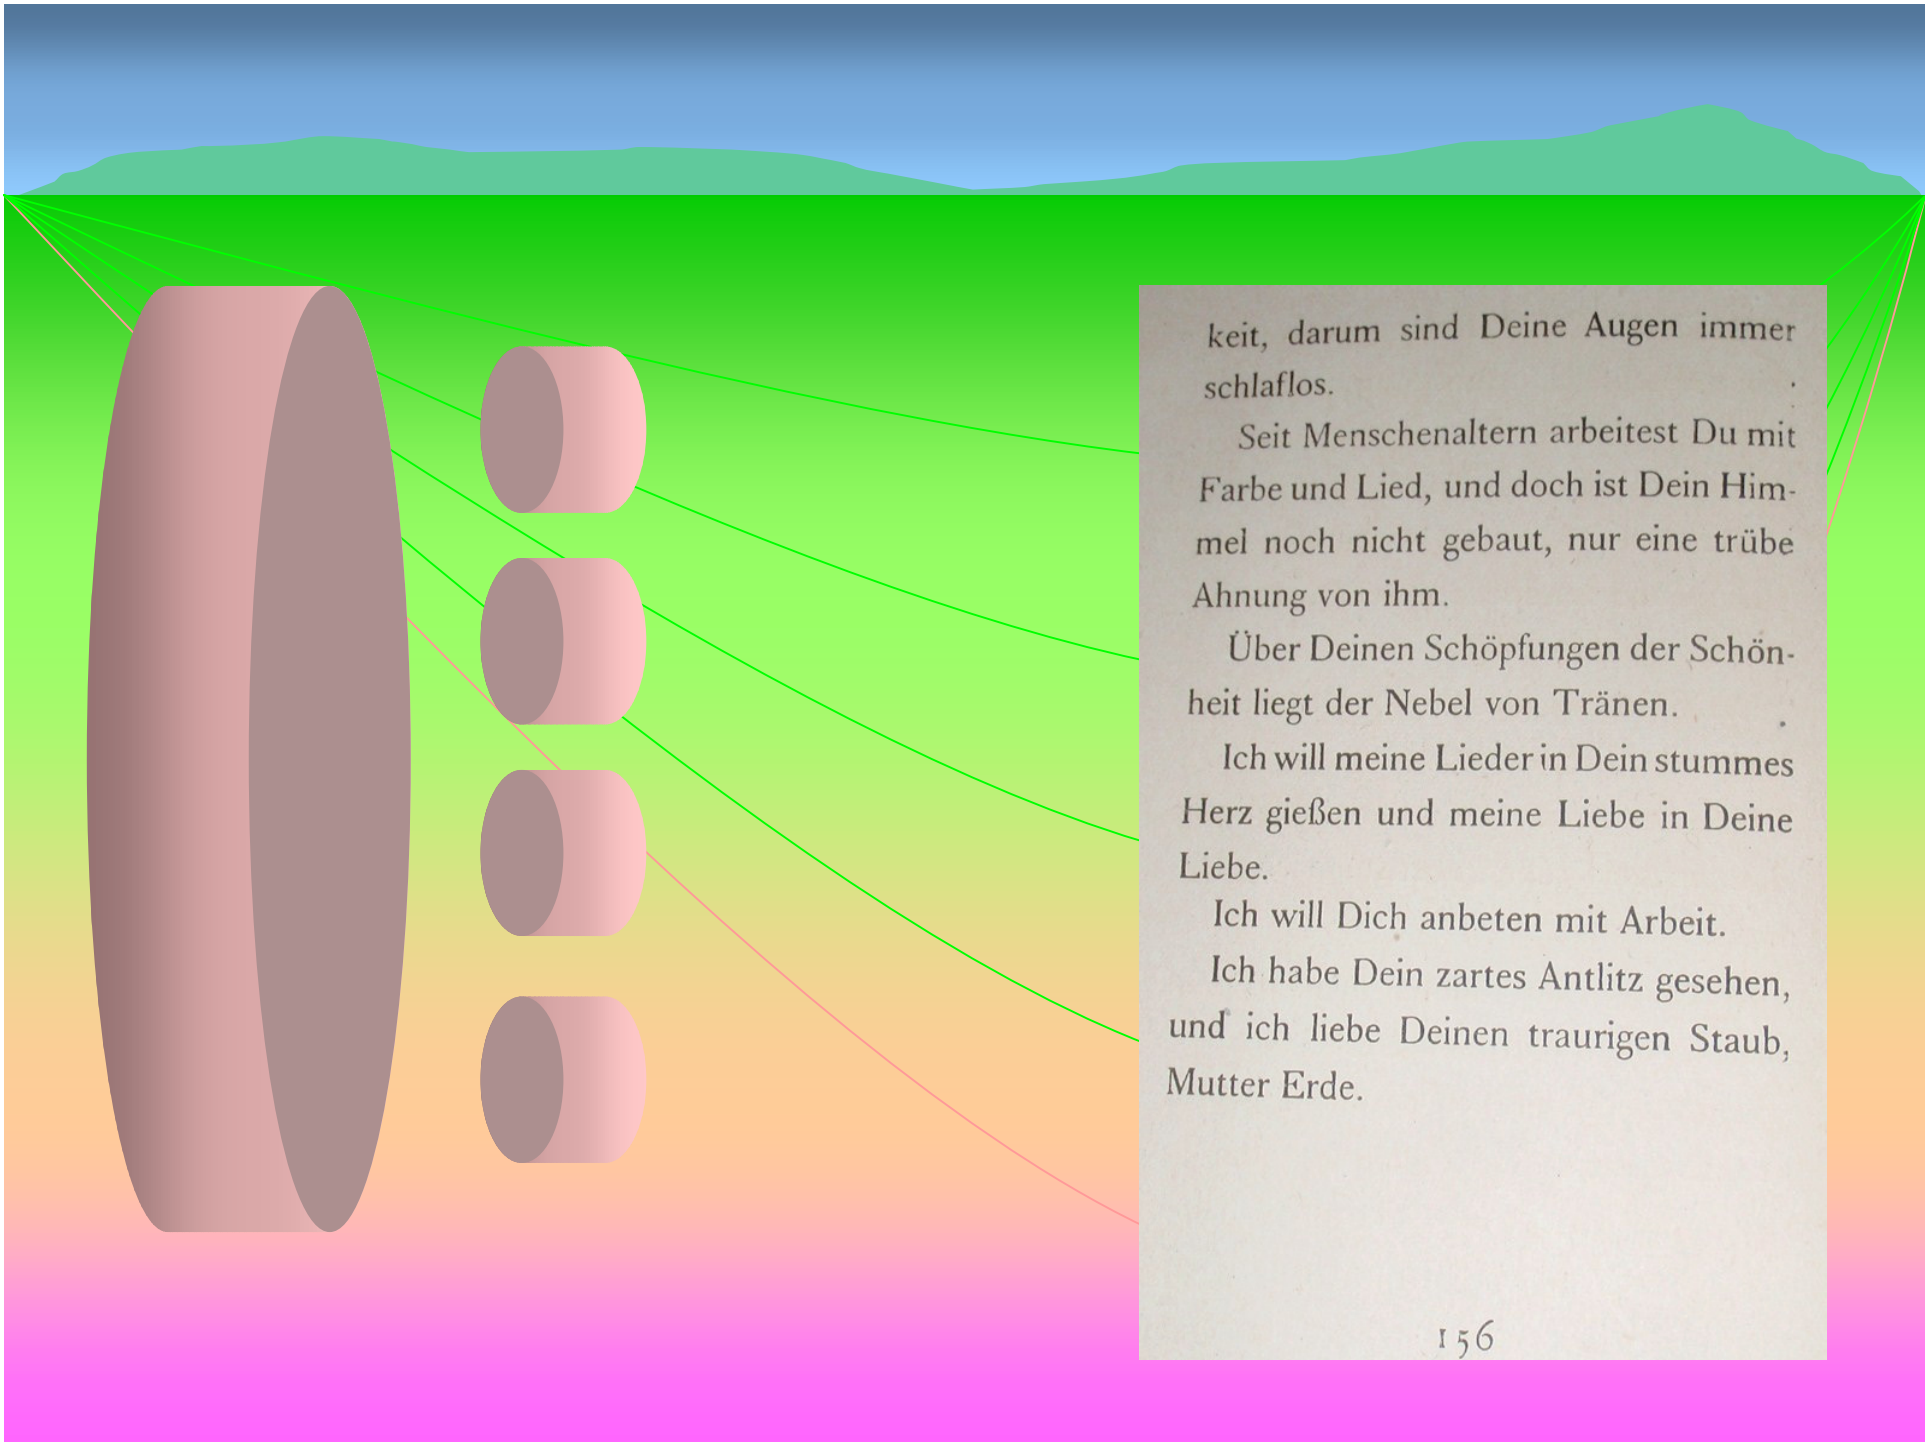 keit, darum sind Deine Augen immer
schlaflos.
Seit Menschenaltern arbeitest Du mit
Farbe und Lied, und doch ist Dein Him-
mel noch nicht gebaut, nur eine trübe
Ahnung von ihm.
Über Deinen Schöpfungen der Schön-
heit liegt der Nebel von Tränen.
Ich will meine Lieder in Dein stummes
Herz gießen und meine Liebe in Deine
Liebe.
Ich will Dich anbeten mit Arbeit.
Ich habe Dein zartes Antlitz gesehen,
und ich liebe Deinen traurigen Staub,
Mutter Erde.
156